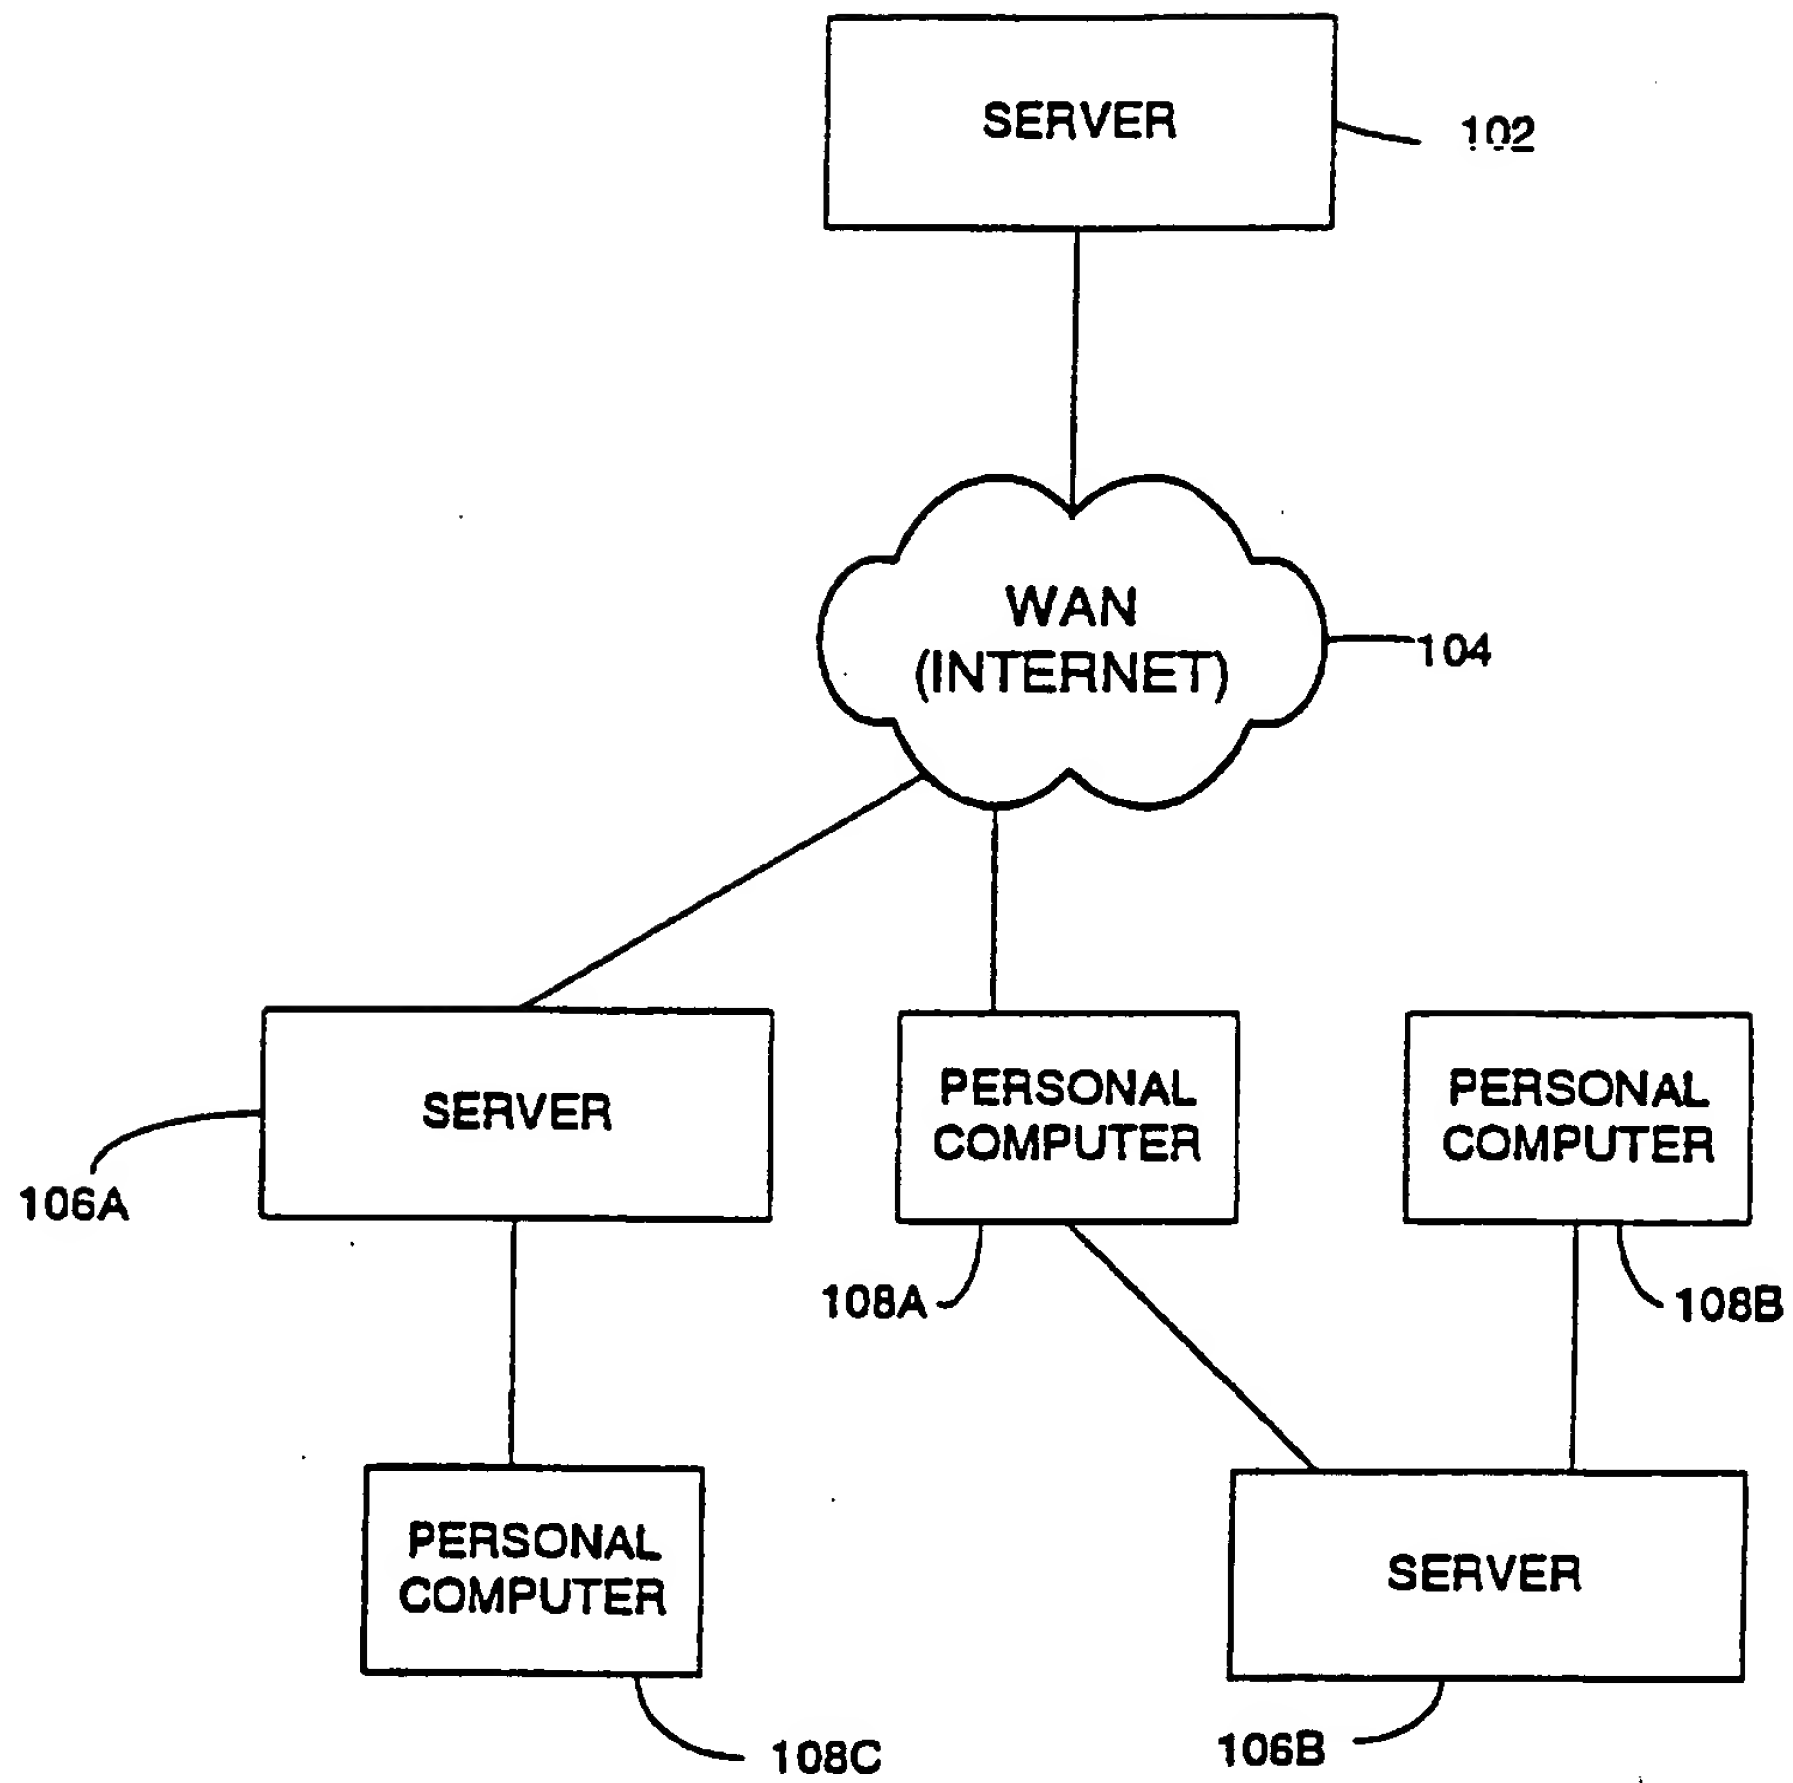 SERVER
102
WAN
(INTERNET)
104
SERVER
106A
PERSONAL
COMPUTER
108A
PERSONAL
COMPUTER
108B
PERSONAL
COMPUTER
108C
SERVER
106B